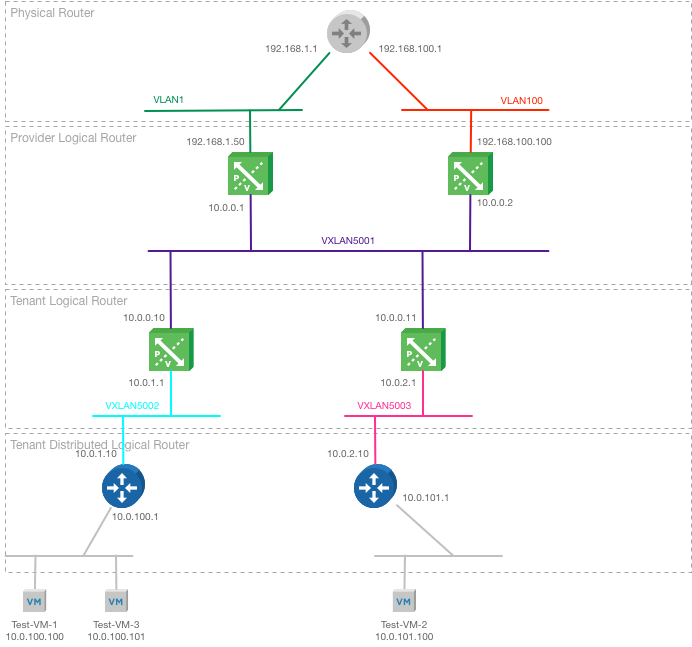 Physical Router
192.168.1.1
192.168.100.1
VLAN1
VLAN100
Provider Logical Router
192.168.1.50
192.168.100.100
P
V
P
V
10.0.0.1
10.0.0.2
VXLAN5001
Tenant Logical Router
10.0.0.10
10.0.0.11
P
V
P
V
10.0.1.1
10.0.2.1
VXLAN5002
VXLAN5003
Tenant Distributed Logical Router
10.0.1.10
10.0.2.10
10.0.101.1
10.0.100.1
VM
VM
VM
Test-VM-1
Test-VM-3
Test-VM-2
10.0.100.100
10.0.100.101
10.0.101.100